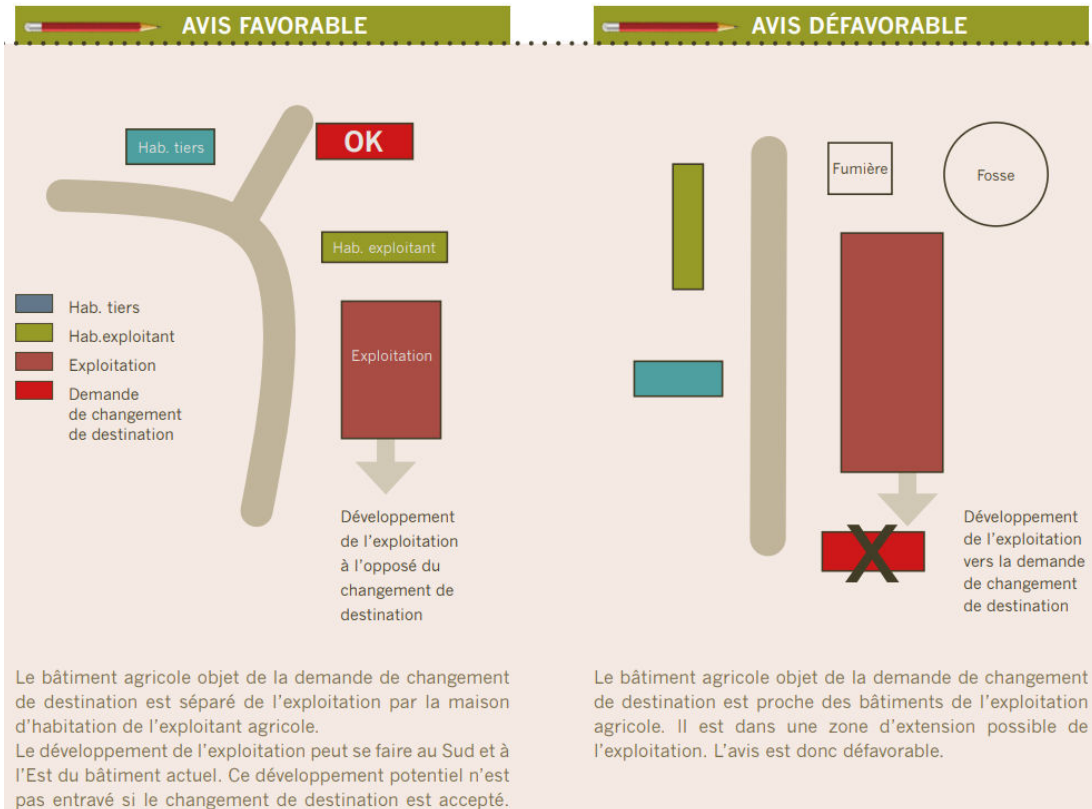 AVIS FAVORABLE
Hab. tiers
OK
Hab. exploitant
Hab. tiers
Hab.exploitant
Exploitation
Demande
de changement
de destination
Exploitation
Développement
de l'exploitation
à l'opposé du
changement de
destination
Le bâtiment agricole objet de la demande de changement
de destination est séparé de l'exploitation par la maison
d'habitation de l'exploitant agricole.
Le développement de l'exploitation peut se faire au Sud et à
l'Est du bâtiment actuel. Ce développement potentiel n'est
pas entravé si le changement de destination est accepté.
AVIS DÉFAVORABLE
Fumière
Fosse
X
Développement
de l'exploitation
vers la demande
de changement
de destination
Le bâtiment agricole objet de la demande de changement
de destination est proche des bâtiments de l'exploitation
agricole. Il est dans une zone d'extension possible de
l'exploitation. L'avis est donc défavorable.